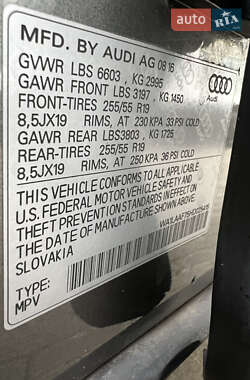 MFD. BY AUDI AG 08 16
GVWR LBS 6603 , KG 2995
GAWR FRONT LBS 3197 , KG 1450
FRONT-TIRES 255/55 R19
8,5JX19 RIMS, AT 230 KPA 33 PSI COLD
GAWR REAR LBS3803 , KG 1725
REAR-TIRES 255/55 R19
8,5JX19 RIMS, AT 250 KPA 36 PSI COLD
Audi
THIS VEHICLE CONFORMS TO ALL APPLICABLE
U.S. FEDERAL MOTOR VEHICLE SAFETY AND
THEFT PREVENTION STANDARDS IN EFFECT ON
THE DATE OF MANUFACTURE SHOWN ABOVE
SLOVAKIA
TYPE:
MPV